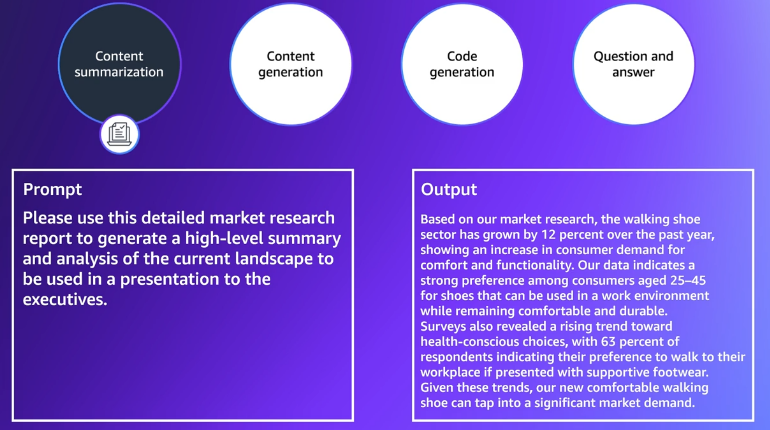 Content
summarization
Content
generation
Code
generation
Question and
answer
Prompt
Please use this detailed market research
report to generate a high-level summary
and analysis of the current landscape to
be used in a presentation to the
executives.
Output
Based on our market research, the walking shoe
sector has grown by 12 percent over the past year,
showing an increase in consumer demand for
comfort and functionality. Our data indicates a
strong preference among consumers aged 25–45
for shoes that can be used in a work environment
while remaining comfortable and durable.
Surveys also revealed a rising trend toward
health-conscious choices, with 63 percent of
respondents indicating their preference to walk to their
workplace if presented with supportive footwear.
Given these trends, our new comfortable walking
shoe can tap into a significant market demand.